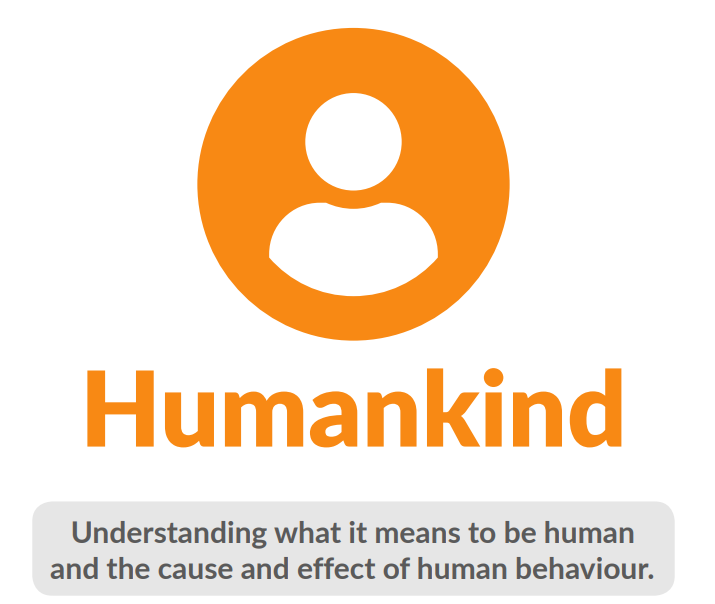 Humankind
Understanding what it means to be human
and the cause and effect of human behaviour.